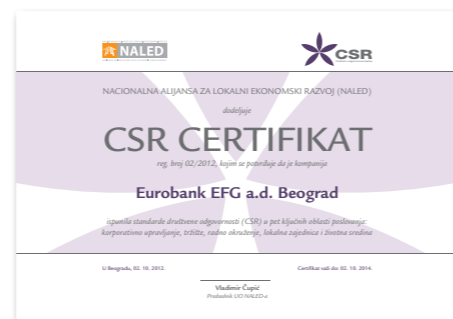 NALED
CSR
NACIONALNA ALIJANSA ZA LOKALNI EKONOMSKI RAZVOJ (NALED)
dodeljuje
CSR CERTIFIKAT
reg. broj 02/2012, kojim se potvrđuje da je kompanija
Eurobank EFG a.d. Beograd
ispunila standarde društvene odgovornosti (CSR) u pet ključnih oblasti poslovanja:
korporativno upravljanje, tržište, radno okruženje, lokalna zajednica i životna sredina
U Beogradu, 02. 10. 2012.
Certifikat važi do: 02. 10. 2014.
Vladimir Čupić
Predsednik UO NALED-a